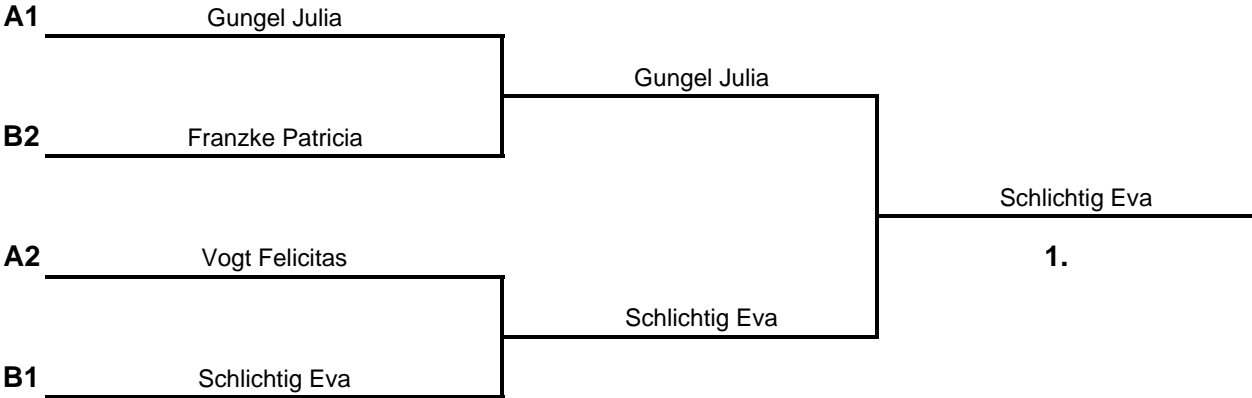 A1 Gungel Julia
Gungel Julia
B2 Franzke Patricia
Schlichtig Eva
A2 Vogt Felicitas
1.
Schlichtig Eva
B1 Schlichtig Eva